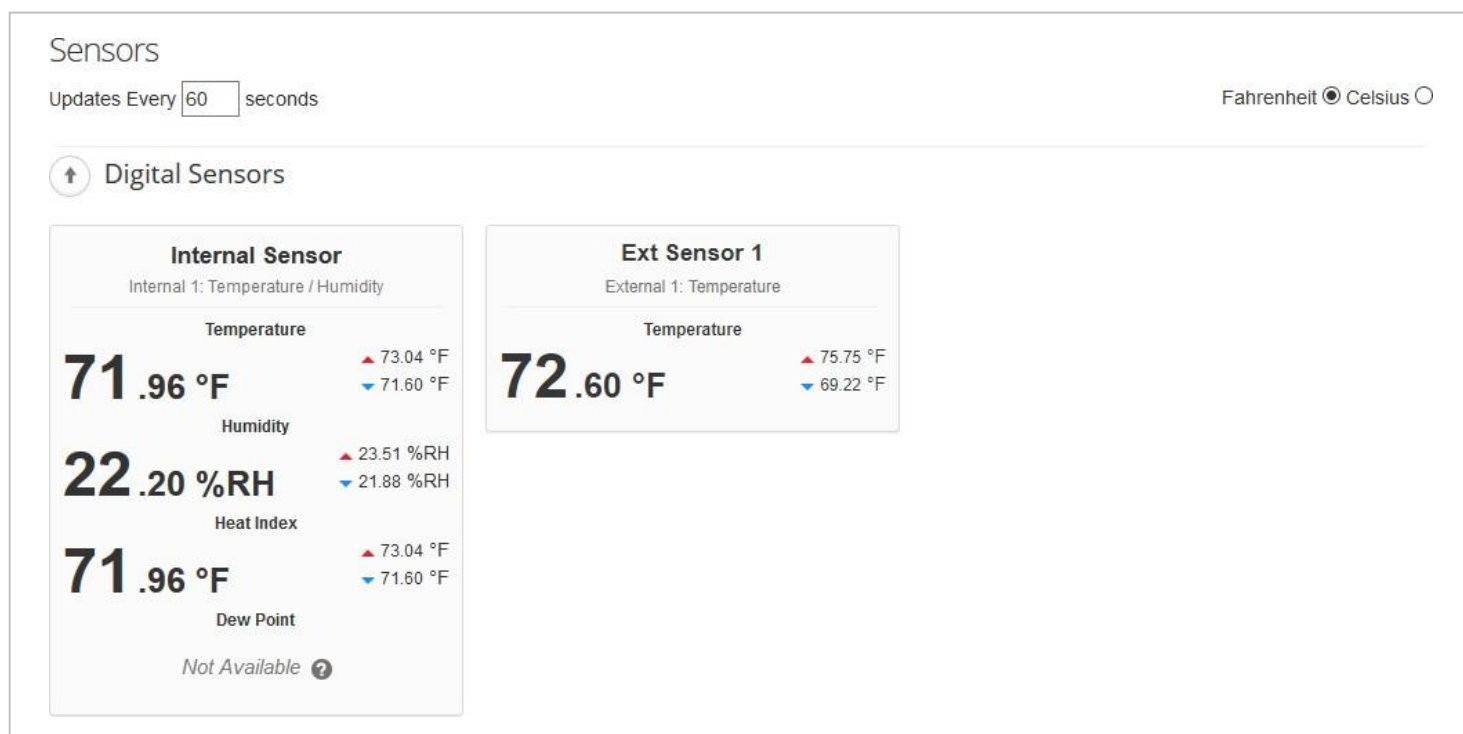 Sensors
Updates Every 60 seconds
Fahrenheit Celsius
Digital Sensors
Internal Sensor
Internal 1: Temperature / Humidity
Temperature
71.96 °F
73.04 °F
71.60 °F
Humidity
22.20 %RH
23.51 %RH
21.88 %RH
Heat Index
71.96 °F
73.04 °F
71.60 °F
Dew Point
Not Available ?
Ext Sensor 1
External 1: Temperature
Temperature
72.60 °F
75.75 °F
69.22 °F